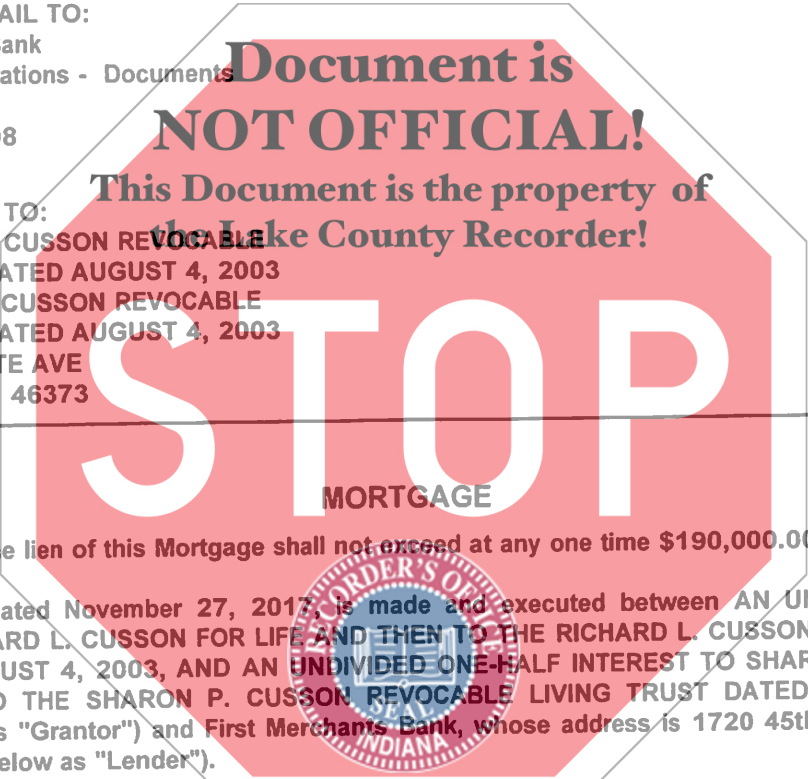 AIL TO:
ank
ations - Documents
Document is
NOT OFFICIAL!
8
This Document is the property of
the Lake County Recorder!
TO:
CUSSON REVOCABLE
ATED AUGUST 4, 2003
CUSSON REVOCABLE
ATED AUGUST 4, 2003
TE AVE
46373
STOP
MORTGAGE
e lien of this Mortgage shall not exceed at any one time $190,000.00
ated November 27, 2017, is made and executed between AN U
ARD L. CUSSON FOR LIFE AND THEN TO THE RICHARD L. CUSSON
UST 4, 2003, AND AN UNDIVIDED ONE-HALF INTEREST TO SHAR
O THE SHARON P. CUSSON REVOCABLE LIVING TRUST DATED
s "Grantor") and First Merchants Bank, whose address is 1720 45th
elow as "Lender").
RECORDER'S OFFICE
SEAL
INDIANA